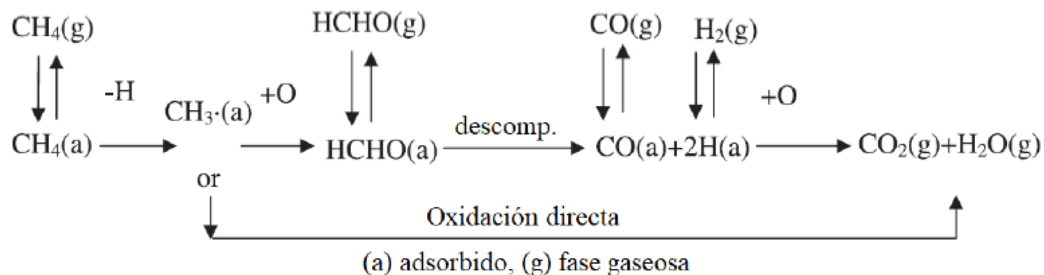 CH₄(g) HCHO(g) CO(g) H₂(g)
-H CH₃·(a) +O descomp. +O
CH₄(a) HCHO(a) CO(a)+2H(a) CO₂(g)+H₂O(g)
or
Oxidación directa
(a) adsorbido, (g) fase gaseosa